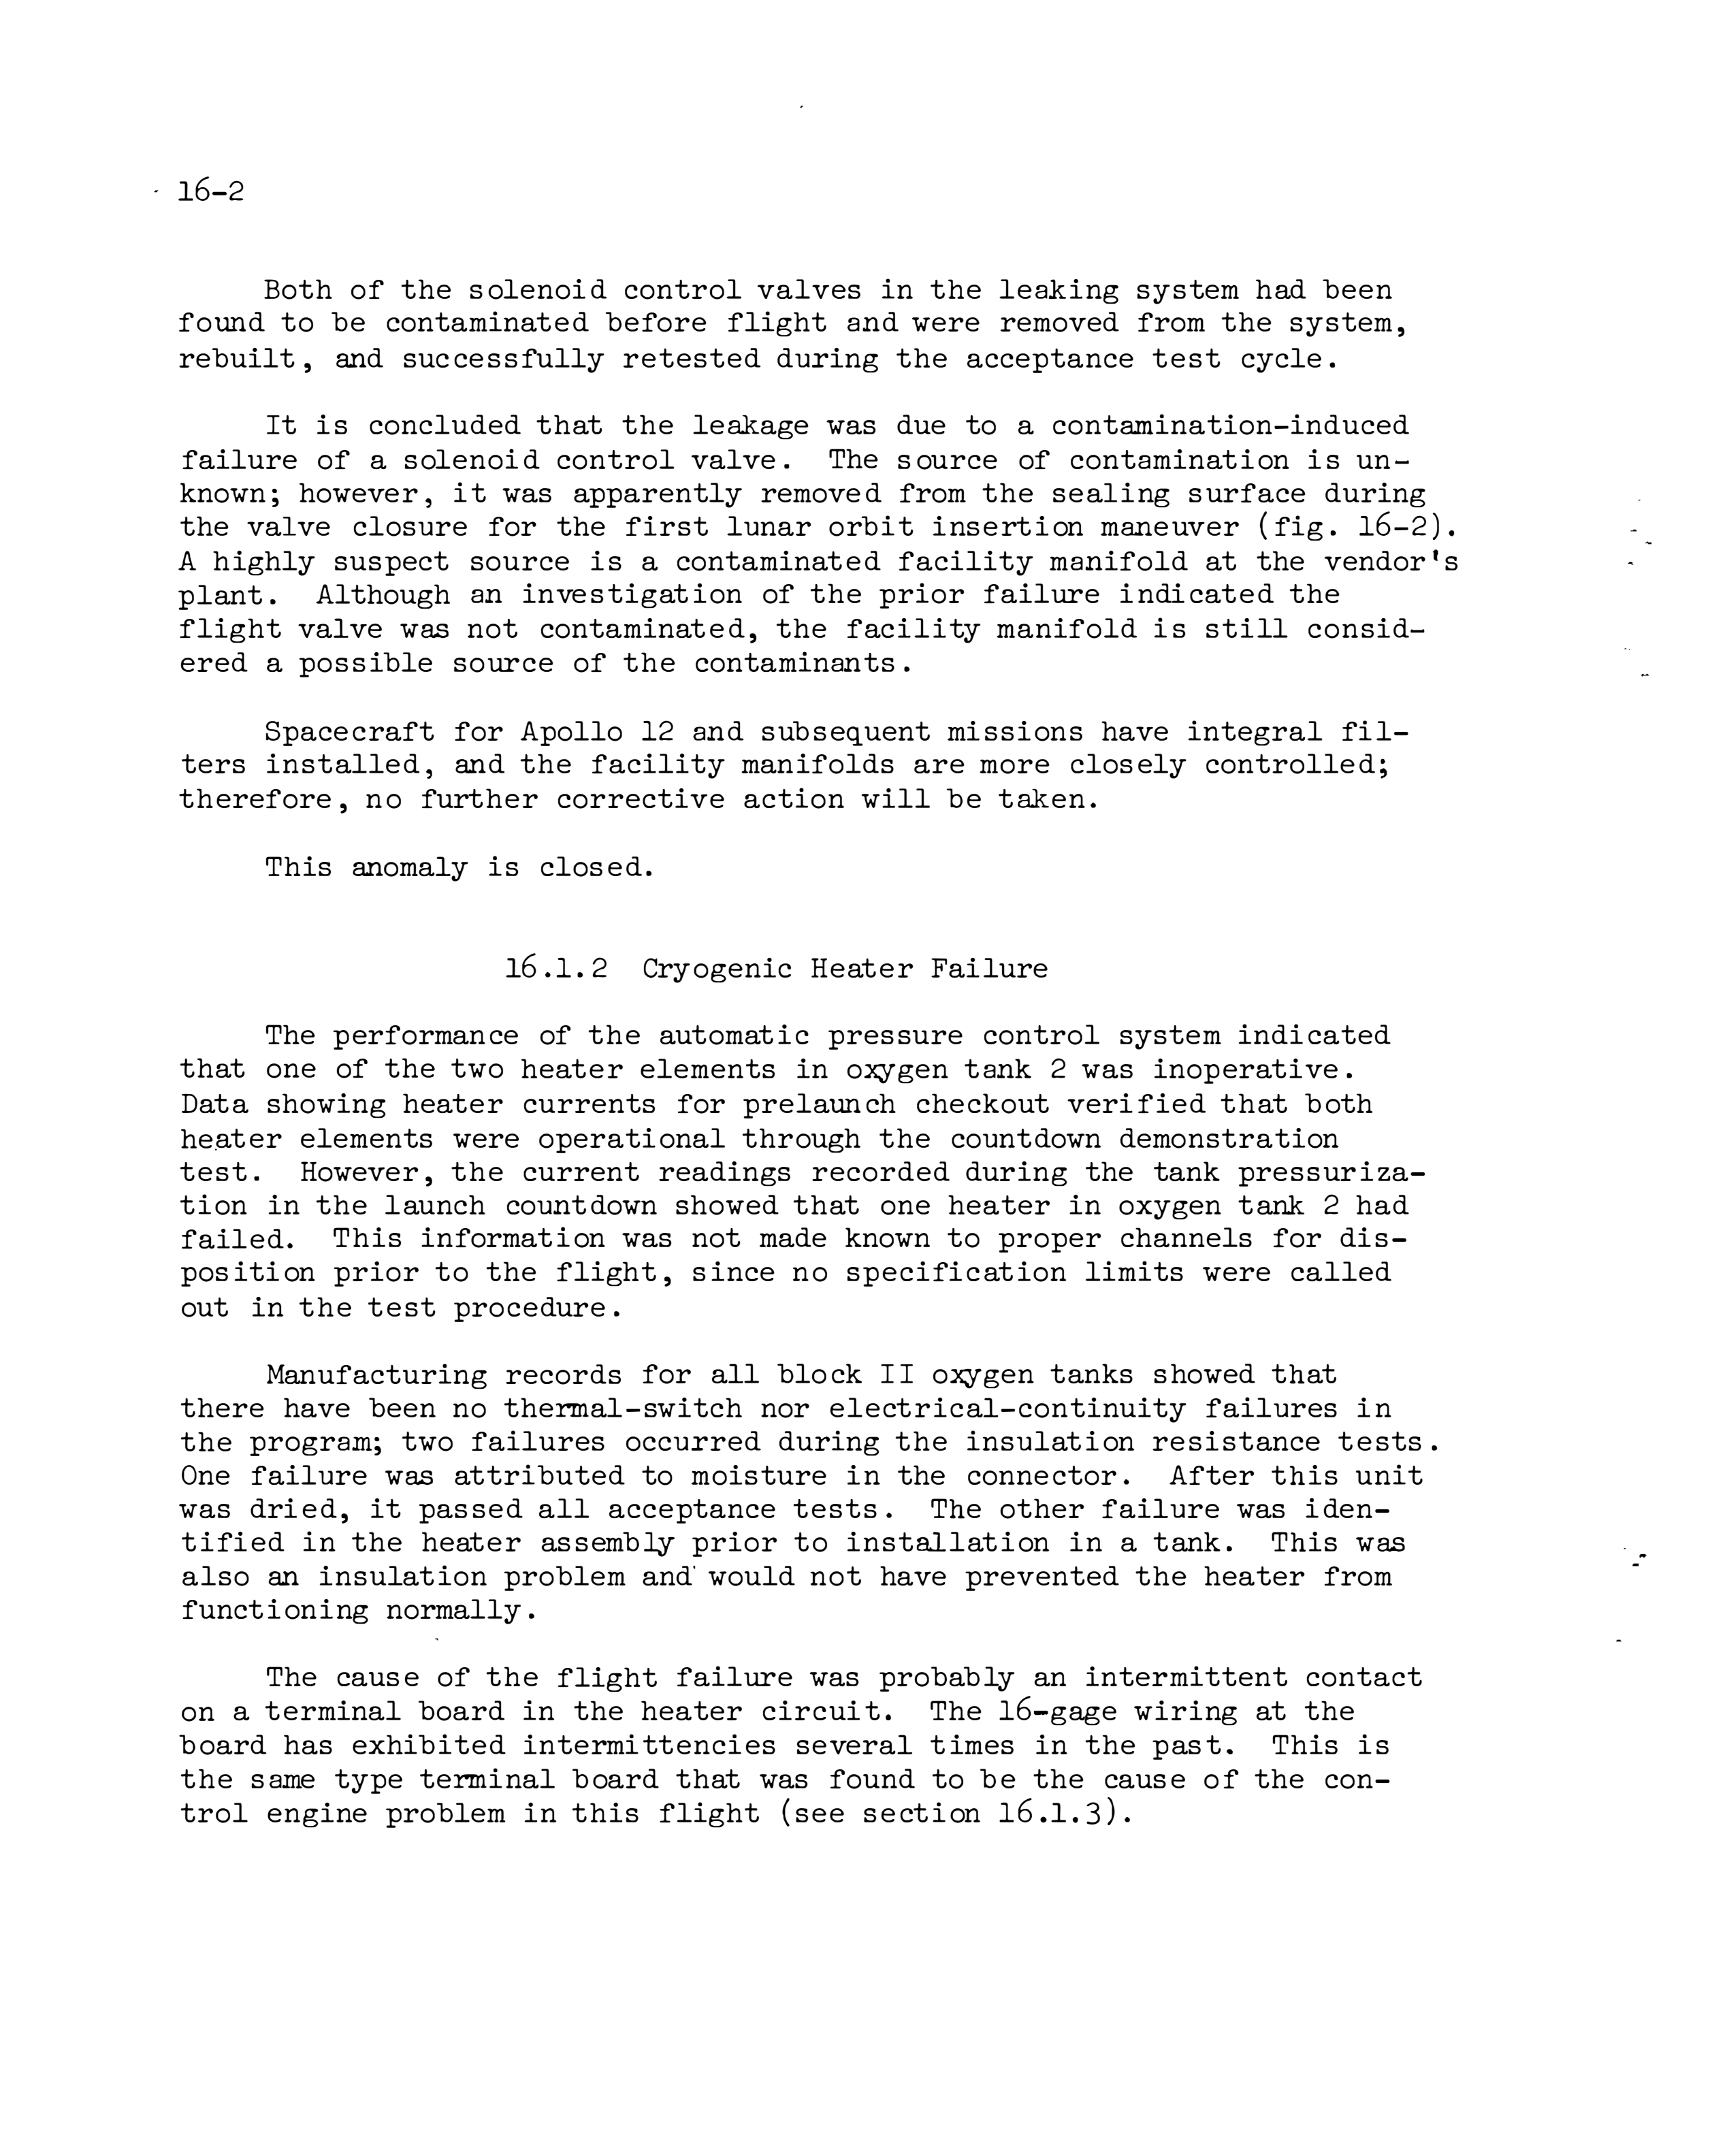 16-2
Both of the solenoid control valves in the leaking system had been
found to be contaminated before flight and were removed from the system,
rebuilt, and successfully retested during the acceptance test cycle.
It is concluded that the leakage was due to a contamination-induced
failure of a solenoid control valve. The source of contamination is un-
known; however, it was apparently removed from the sealing surface during
the valve closure for the first lunar orbit insertion maneuver (fig. 16-2).
A highly suspect source is a contaminated facility manifold at the vendor's
plant. Although an investigation of the prior failure indicated the
flight valve was not contaminated, the facility manifold is still consid-
ered a possible source of the contaminants.
Spacecraft for Apollo 12 and subsequent missions have integral fil-
ters installed, and the facility manifolds are more closely controlled;
therefore, no further corrective action will be taken.
This anomaly is closed.
16.1.2 Cryogenic Heater Failure
The performance of the automatic pressure control system indicated
that one of the two heater elements in oxygen tank 2 was inoperative.
Data showing heater currents for prelaunch checkout verified that both
heater elements were operational through the countdown demonstration
test. However, the current readings recorded during the tank pressuriza-
tion in the launch countdown showed that one heater in oxygen tank 2 had
failed. This information was not made known to proper channels for dis-
position prior to the flight, since no specification limits were called
out in the test procedure.
Manufacturing records for all block II oxygen tanks showed that
there have been no thermal-switch nor electrical-continuity failures in
the program; two failures occurred during the insulation resistance tests.
One failure was attributed to moisture in the connector. After this unit
was dried, it passed all acceptance tests. The other failure was iden-
tified in the heater assembly prior to installation in a tank. This was
also an insulation problem and would not have prevented the heater from
functioning normally.
The cause of the flight failure was probably an intermittent contact
on a terminal board in the heater circuit. The 16-gage wiring at the
board has exhibited intermittencies several times in the past. This is
the same type terminal board that was found to be the cause of the con-
trol engine problem in this flight (see section 16.1.3).